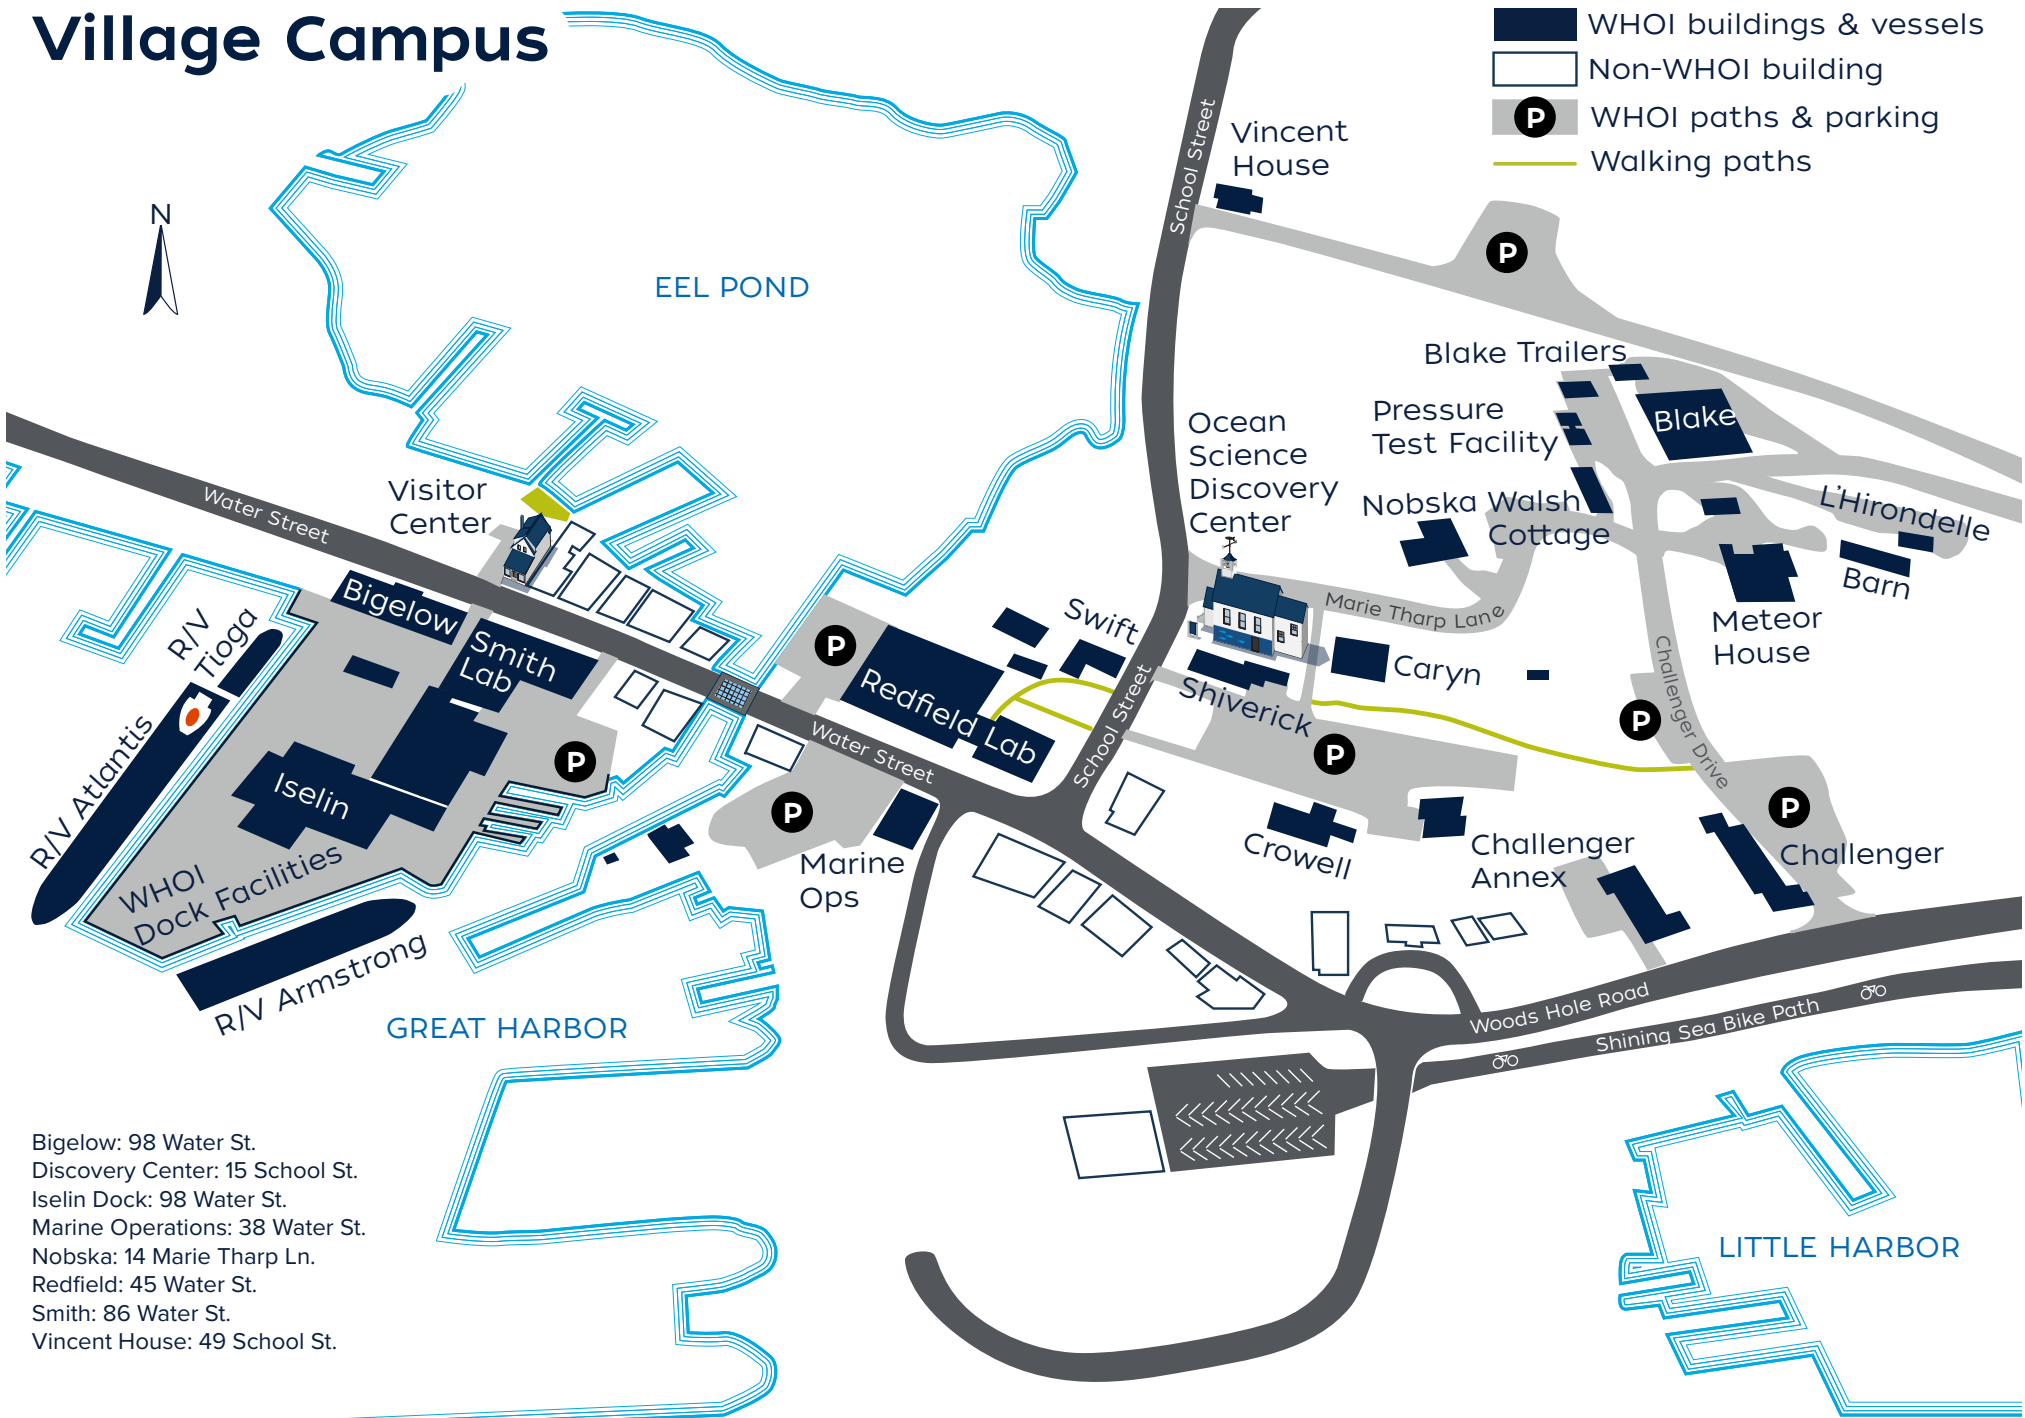 Village Campus
WHOI buildings & vessels
Non-WHOI building
P
WHOI paths & parking
Walking paths
N
School Street
Vincent
House
P
EEL POND
Blake Trailers
Pressure
Test Facility
Blake
Ocean
Science
Discovery
Center
Nobska
Walsh
Cottage
L'Hirondelle
Barn
Meteor
House
Visitor
Center
Water Street
Bigelow
Smith
Lab
R/V
Tioga
R/V Atlantis
Iselin
P
WHOI
Dock Facilities
R/V Armstrong
P
Redfield Lab
Swift
Marie Tharp Lane
Caryn
Shiverick
School Street
Water Street
P
Marine
Ops
P
Crowell
P
Challenger Drive
P
Challenger
Challenger
Annex
GREAT HARBOR
Woods Hole Road
Shining Sea Bike Path
LITTLE HARBOR
Bigelow: 98 Water St.
Discovery Center: 15 School St.
Iselin Dock: 98 Water St.
Marine Operations: 38 Water St.
Nobska: 14 Marie Tharp Ln.
Redfield: 45 Water St.
Smith: 86 Water St.
Vincent House: 49 School St.